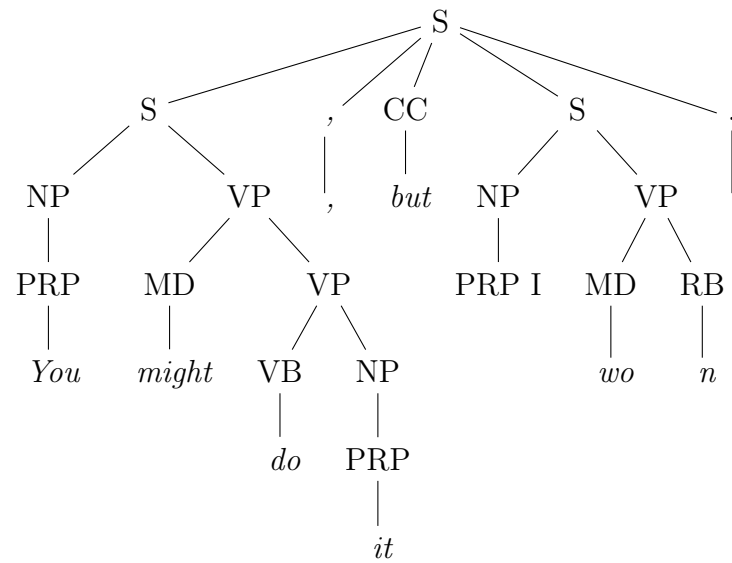 S
S , CC S .
NP VP , but NP VP
PRP MD VP PRP I MD RB
You might VB NP wo n
do PRP
it